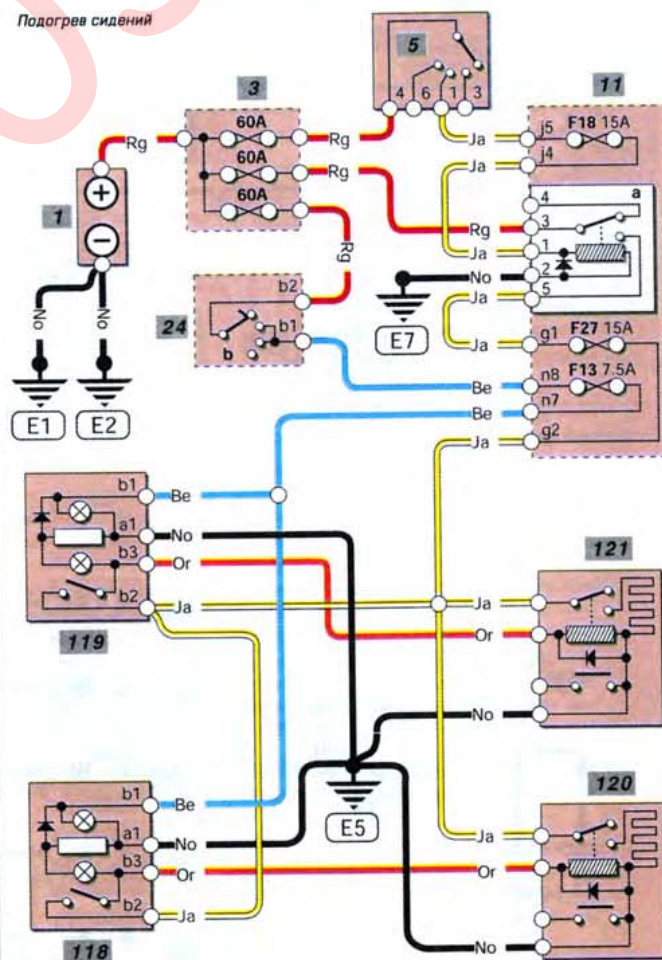 Подогрев сидений
5
3
11
4 6 1 3
60A
Rg
Rg
Ja
j5 F18 15A
60A
Rg
Ja
j4
60A
4 a
3
Rg
Ja
1
1
Rg
No
2
Ja
5
b2
24
b1
b
E7
Ja
g1 F27 15A
No
No
Be
n8 F13 7.5A
Be
n7
E1
E2
Ja
g2
b1
Be
a1
No
b3
Or
121
b2
Ja
Ja
119
Or
No
120
b1
Be
E5
Ja
a1
No
b3
Or
Or
b2
Ja
No
118